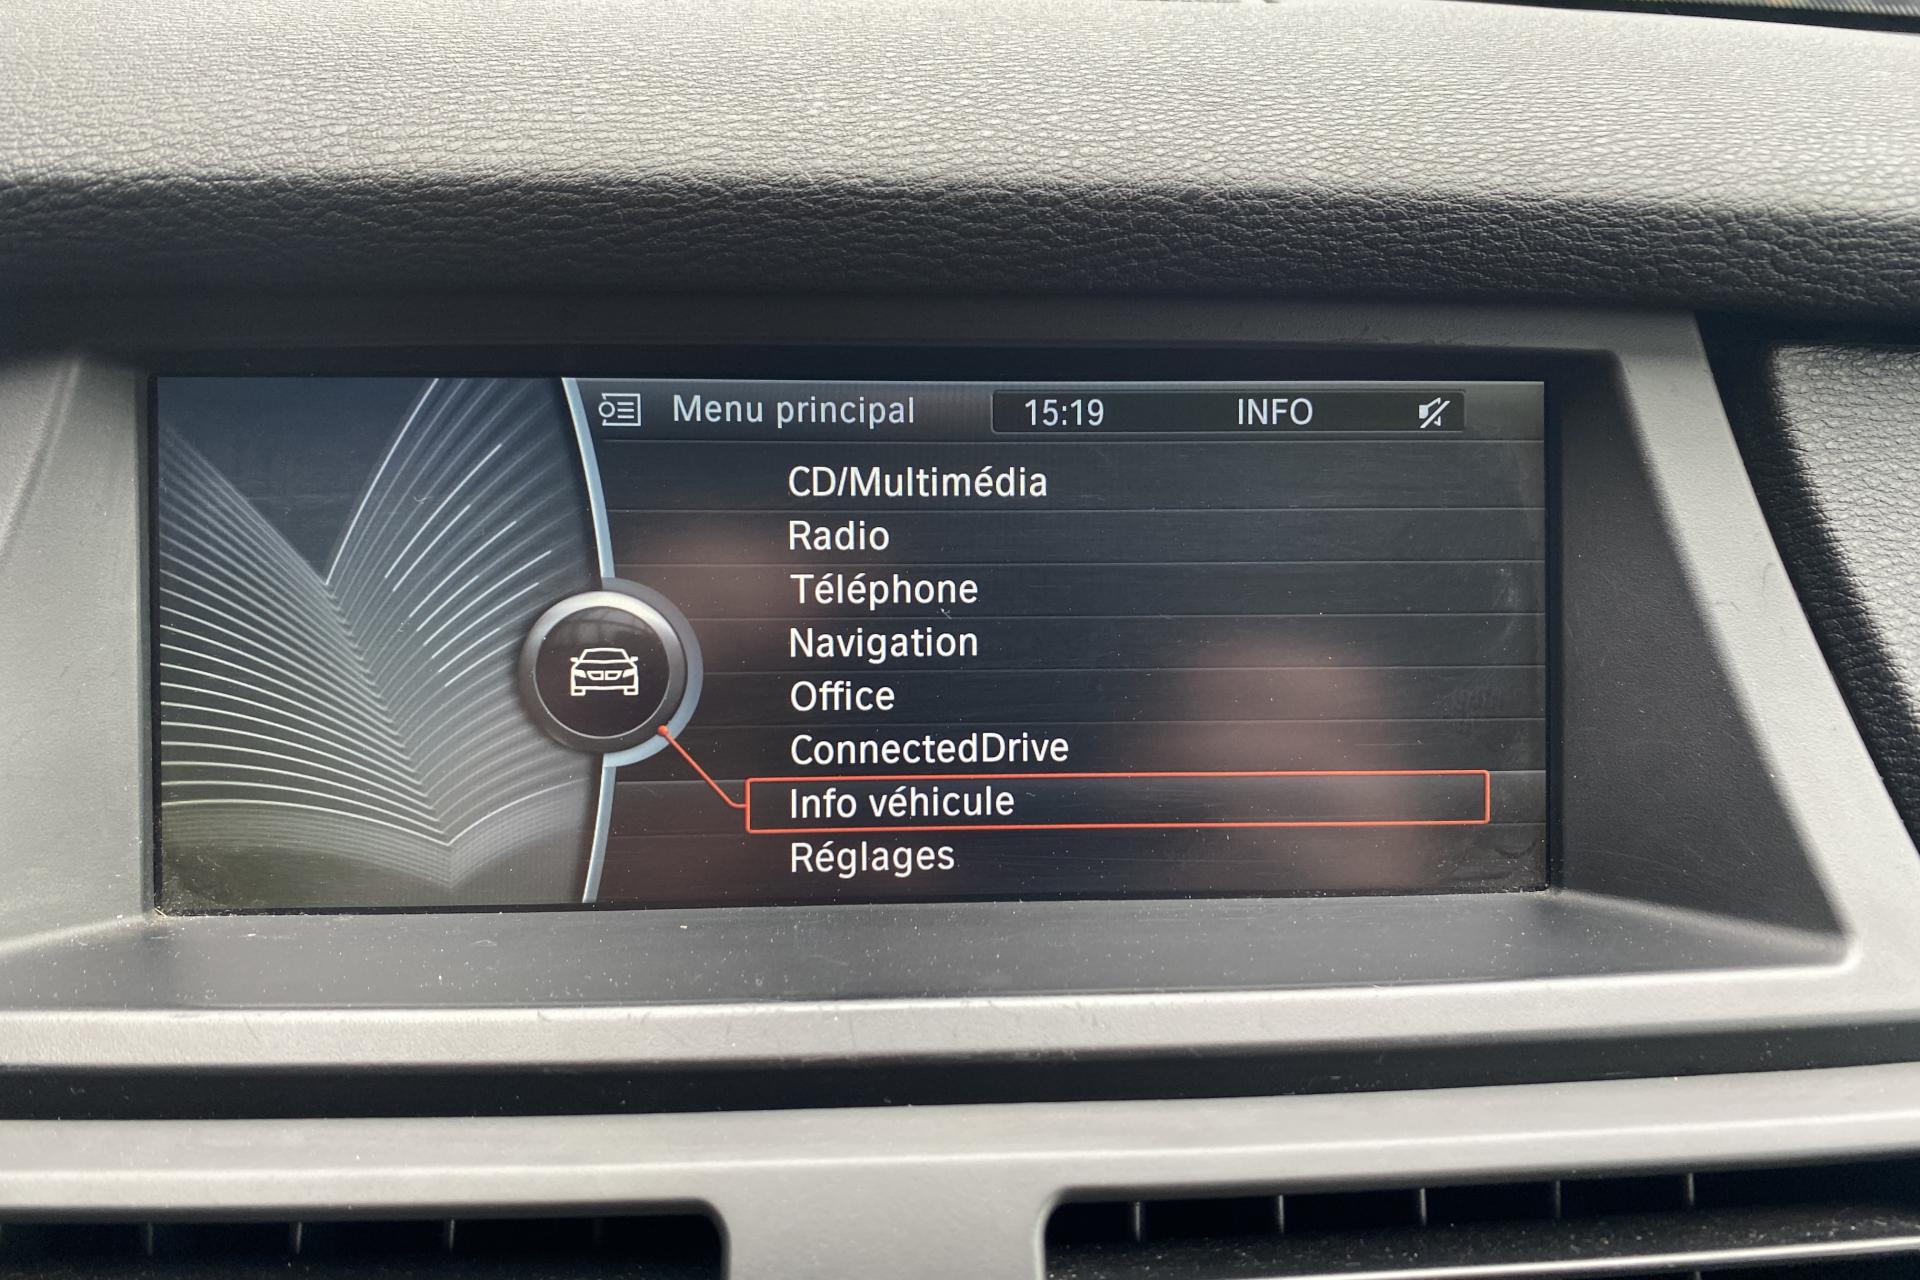 Menu principal 15:19 INFO
CD/Multimédia
Radio
Téléphone
Navigation
Office
ConnectedDrive
Info véhicule
Réglages